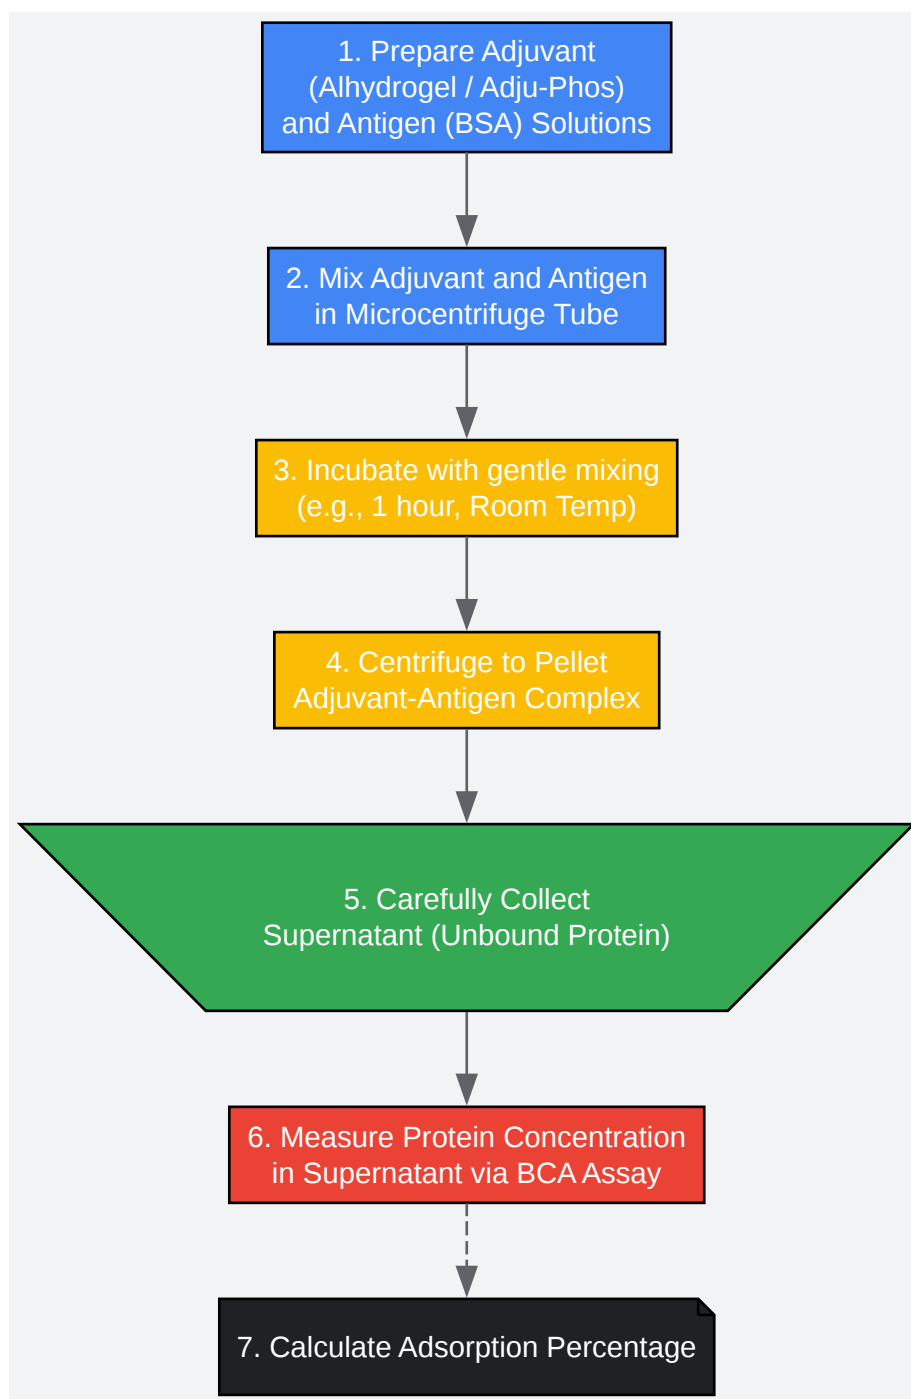 1. Prepare Adjuvant
(Alhydrogel / Adju-Phos)
and Antigen (BSA) Solutions
2. Mix Adjuvant and Antigen
in Microcentrifuge Tube
3. Incubate with gentle mixing
(e.g., 1 hour, Room Temp)
4. Centrifuge to Pellet
Adjuvant-Antigen Complex
5. Carefully Collect
Supernatant (Unbound Protein)
6. Measure Protein Concentration
in Supernatant via BCA Assay
7. Calculate Adsorption Percentage